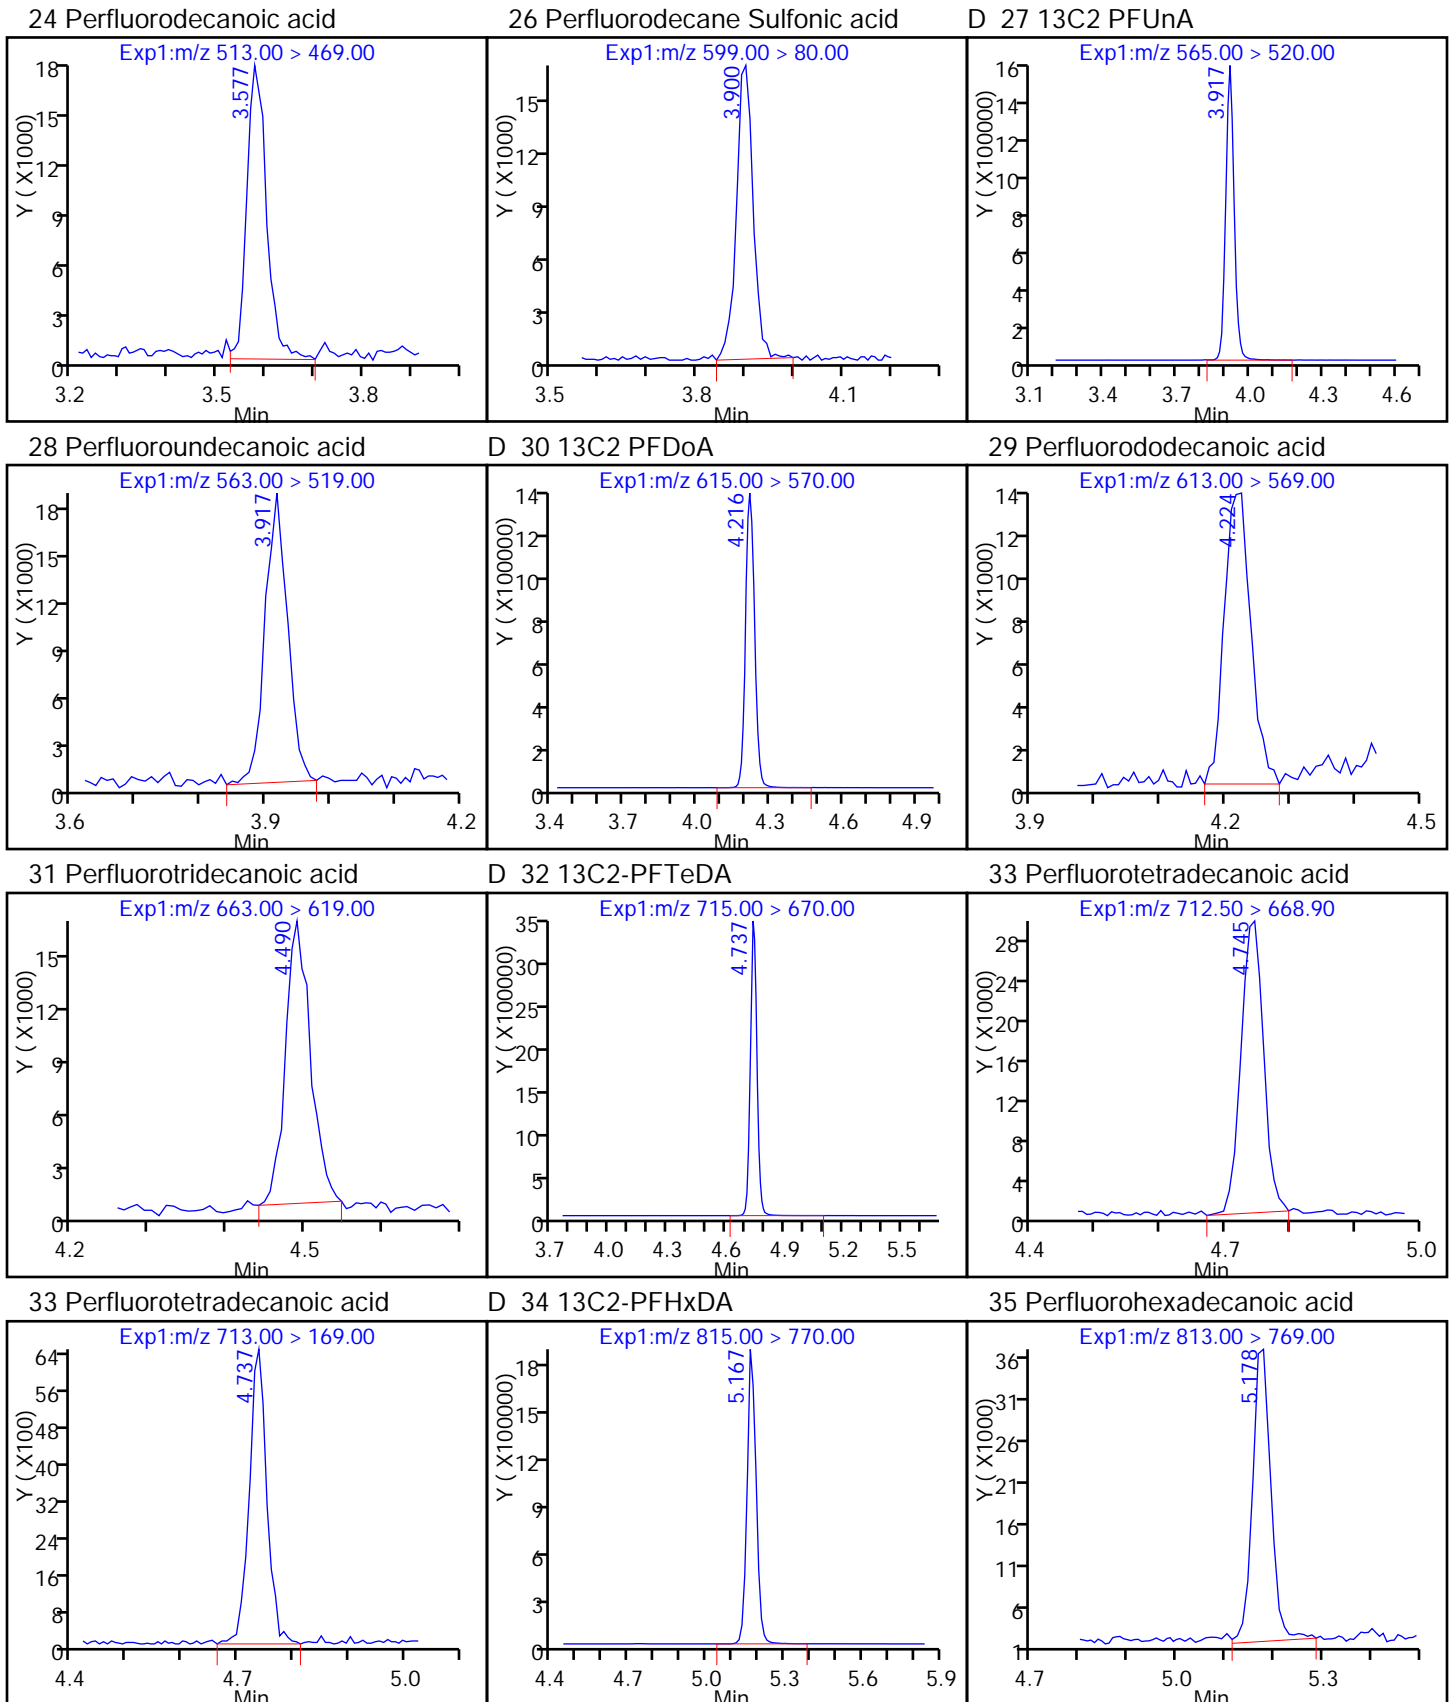 24 Perfluorodecanoic acid
Exp1:m/z 513.00 > 469.00
3.577
Y ( X1000)
18
15
12
9
6
3
0
3.2 3.5 3.8
Min
26 Perfluorodecane Sulfonic acid
Exp1:m/z 599.00 > 80.00
3.900
Y ( X1000)
15
12
9
6
3
0
3.5 3.8 4.1
Min
D 27 13C2 PFUnA
Exp1:m/z 565.00 > 520.00
3.917
Y ( X100000)
16
14
12
10
8
6
4
2
0
3.1 3.4 3.7 4.0 4.3 4.6
Min
28 Perfluoroundecanoic acid
Exp1:m/z 563.00 > 519.00
3.917
Y ( X1000)
18
15
12
9
6
3
0
3.6 3.9 4.2
Min
D 30 13C2 PFDoA
Exp1:m/z 615.00 > 570.00
4.216
Y ( X100000)
14
12
10
8
6
4
2
0
3.4 3.7 4.0 4.3 4.6 4.9
Min
29 Perfluorododecanoic acid
Exp1:m/z 613.00 > 569.00
4.224
Y ( X1000)
14
12
10
8
6
4
2
0
3.9 4.2 4.5
Min
31 Perfluorotridecanoic acid
Exp1:m/z 663.00 > 619.00
4.490
Y ( X1000)
15
12
9
6
3
0
4.2 4.5
Min
D 32 13C2-PFTeDA
Exp1:m/z 715.00 > 670.00
4.737
Y ( X100000)
35
30
25
20
15
10
5
0
3.7 4.0 4.3 4.6 4.9 5.2 5.5
Min
33 Perfluorotetradecanoic acid
Exp1:m/z 712.50 > 668.90
4.745
Y ( X1000)
28
24
20
16
12
8
4
0
4.4 4.7 5.0
Min
33 Perfluorotetradecanoic acid
Exp1:m/z 713.00 > 169.00
4.737
Y ( X100)
64
56
48
40
32
24
16
8
0
4.4 4.7 5.0
Min
D 34 13C2-PFHxDA
Exp1:m/z 815.00 > 770.00
5.167
Y ( X100000)
18
15
12
9
6
3
0
4.4 4.7 5.0 5.3 5.6 5.9
Min
35 Perfluorohexadecanoic acid
Exp1:m/z 813.00 > 769.00
5.178
Y ( X1000)
36
31
26
21
16
11
6
1
4.7 5.0 5.3
Min